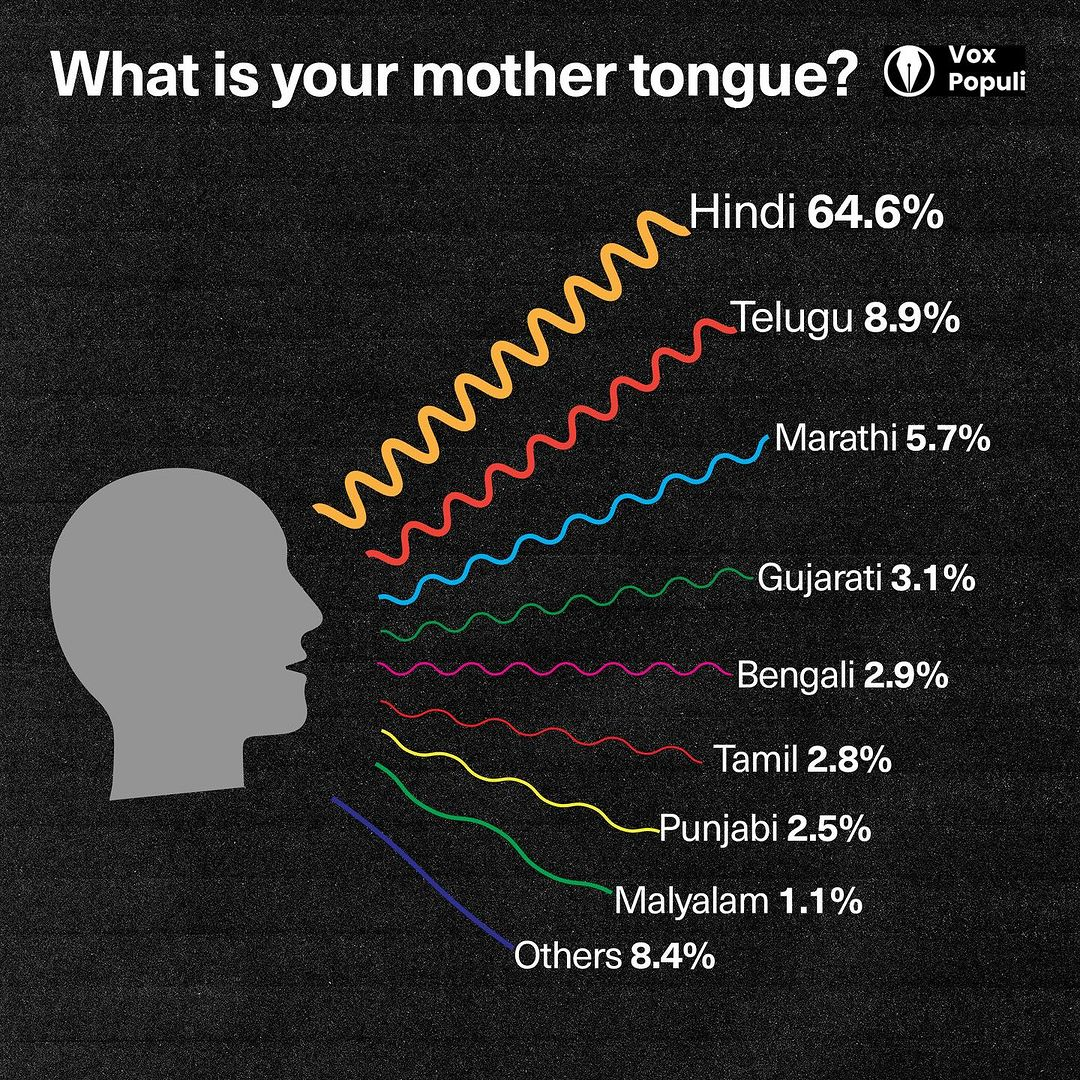 What is your mother tongue?
Vox
Populi
Hindi 64.6%
Telugu 8.9%
Marathi 5.7%
Gujarati 3.1%
Bengali 2.9%
Tamil 2.8%
Punjabi 2.5%
Malyalam 1.1%
Others 8.4%